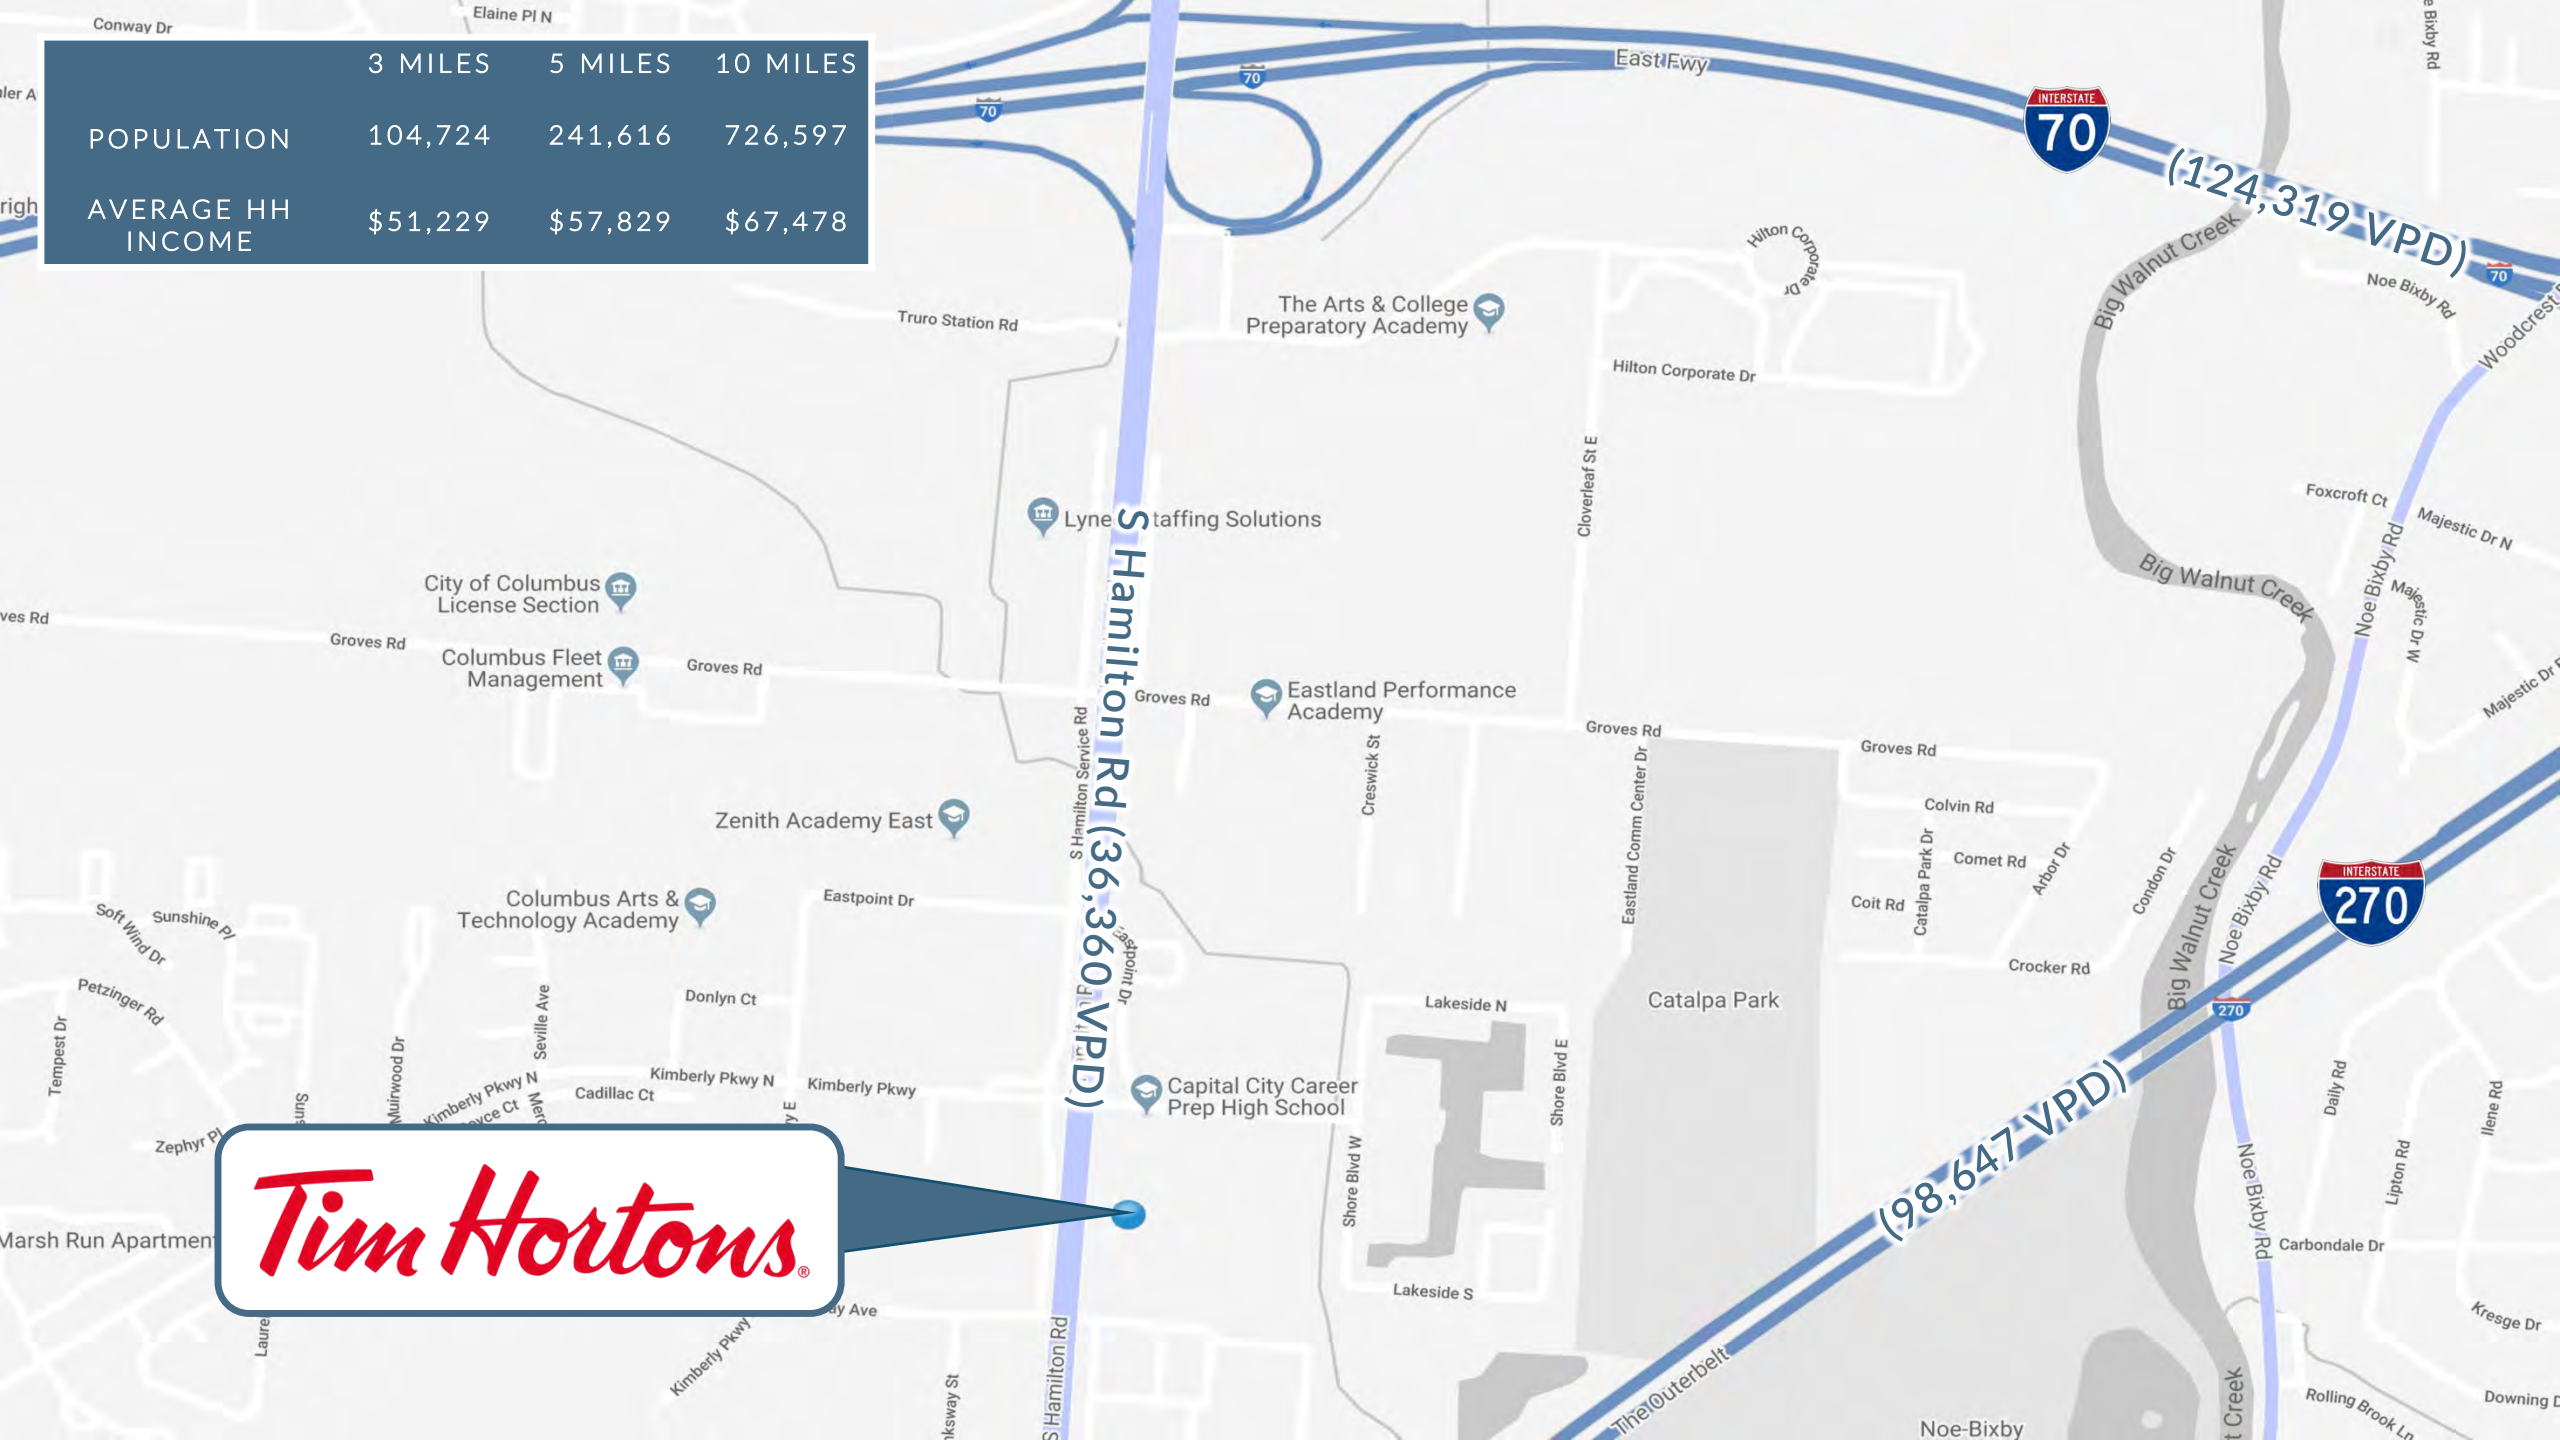 Conway Dr
Elaine Pl N
3 MILES 5 MILES 10 MILES
POPULATION 104,724 241,616 726,597
AVERAGE HH
INCOME
$51,229 $57,829 $67,478
70
70
East Fwy
INTERSTATE
70
(124,319 VPD)
70
Bixby Rd
Big Walnut Creek
Noe Bixby Rd
Hilton Corporate Dr
The Arts & College
Preparatory Academy
Truro Station Rd
Hilton Corporate Dr
Cloverleaf St E
Foxcroft Ct
Majestic Dr N
Noe Bixby Rd
Big Walnut Creek
Majestic Dr W
Majestic Dr
S Hamilton Rd (36,360 VPD)
taffing Solutions
City of Columbus
License Section
Groves Rd
Columbus Fleet
Management
Groves Rd
Groves Rd
Eastland Performance
Academy
Groves Rd
Groves Rd
S Hamilton Service Rd
Creswick St
Eastland Comm Center Dr
Colvin Rd
Comet Rd
Catalpa Park Dr
Arbor Dr
Condon Dr
Coit Rd
Crocker Rd
Big Walnut Creek
Noe Bixby Rd
INTERSTATE
270
270
Zenith Academy East
Columbus Arts &
Technology Academy
Eastpoint Dr
Eastpoint Dr
Soft Wind Dr
Sunshine Pl
Petzinger Rd
Tempest Dr
Muirwood Dr
Seville Ave
Donlyn Ct
Kimberly Pkwy N
Kimberly Pkwy N
Cadillac Ct
Kimberly Pkwy
Zephyr Pl
Capital City Career
Prep High School
Lakeside N
Shore Blvd E
Shore Blvd W
Lakeside S
Catalpa Park
(98,647 VPD)
The Outerbelt
Daily Rd
Ilene Rd
Lipton Rd
Noe Bixby Rd
Carbondale Dr
Kresge Dr
Rolling Brook Ln
Downing
Noe-Bixby
Creek
Marsh Run
Tim Hortons®
Kimberly Pkwy
S Hamilton Rd